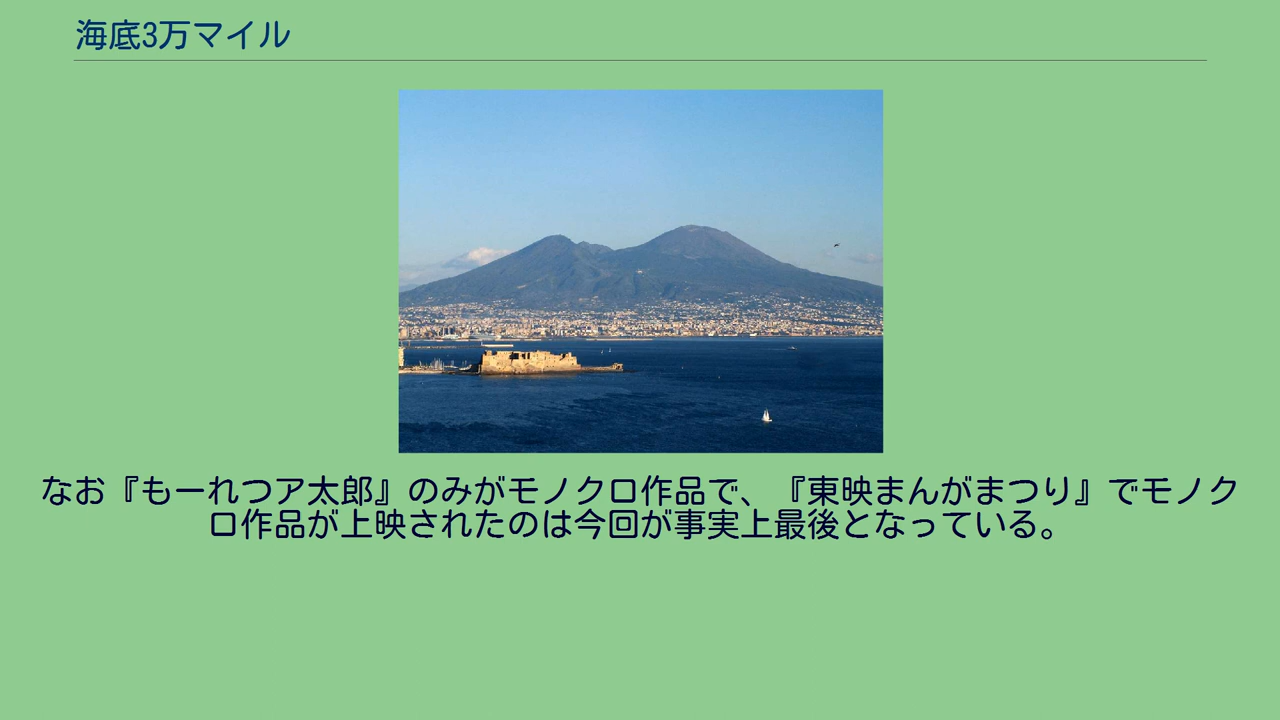 海底3万マイル
なお『もーれつア太郎』のみがモノクロ作品で、『東映まんがまつり』でモノク
ロ作品が上映されたのは今回が事実上最後となっている。